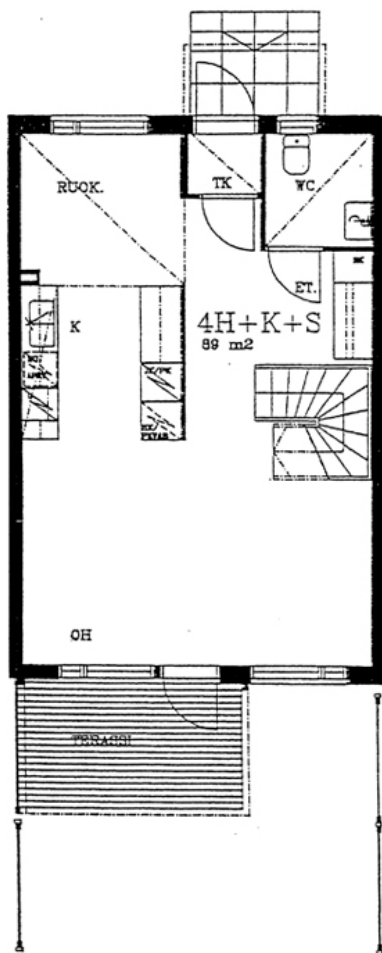 RUOK.
TK
WC
ET.
K
4H+K+S
89 m2
OH
TERASSI